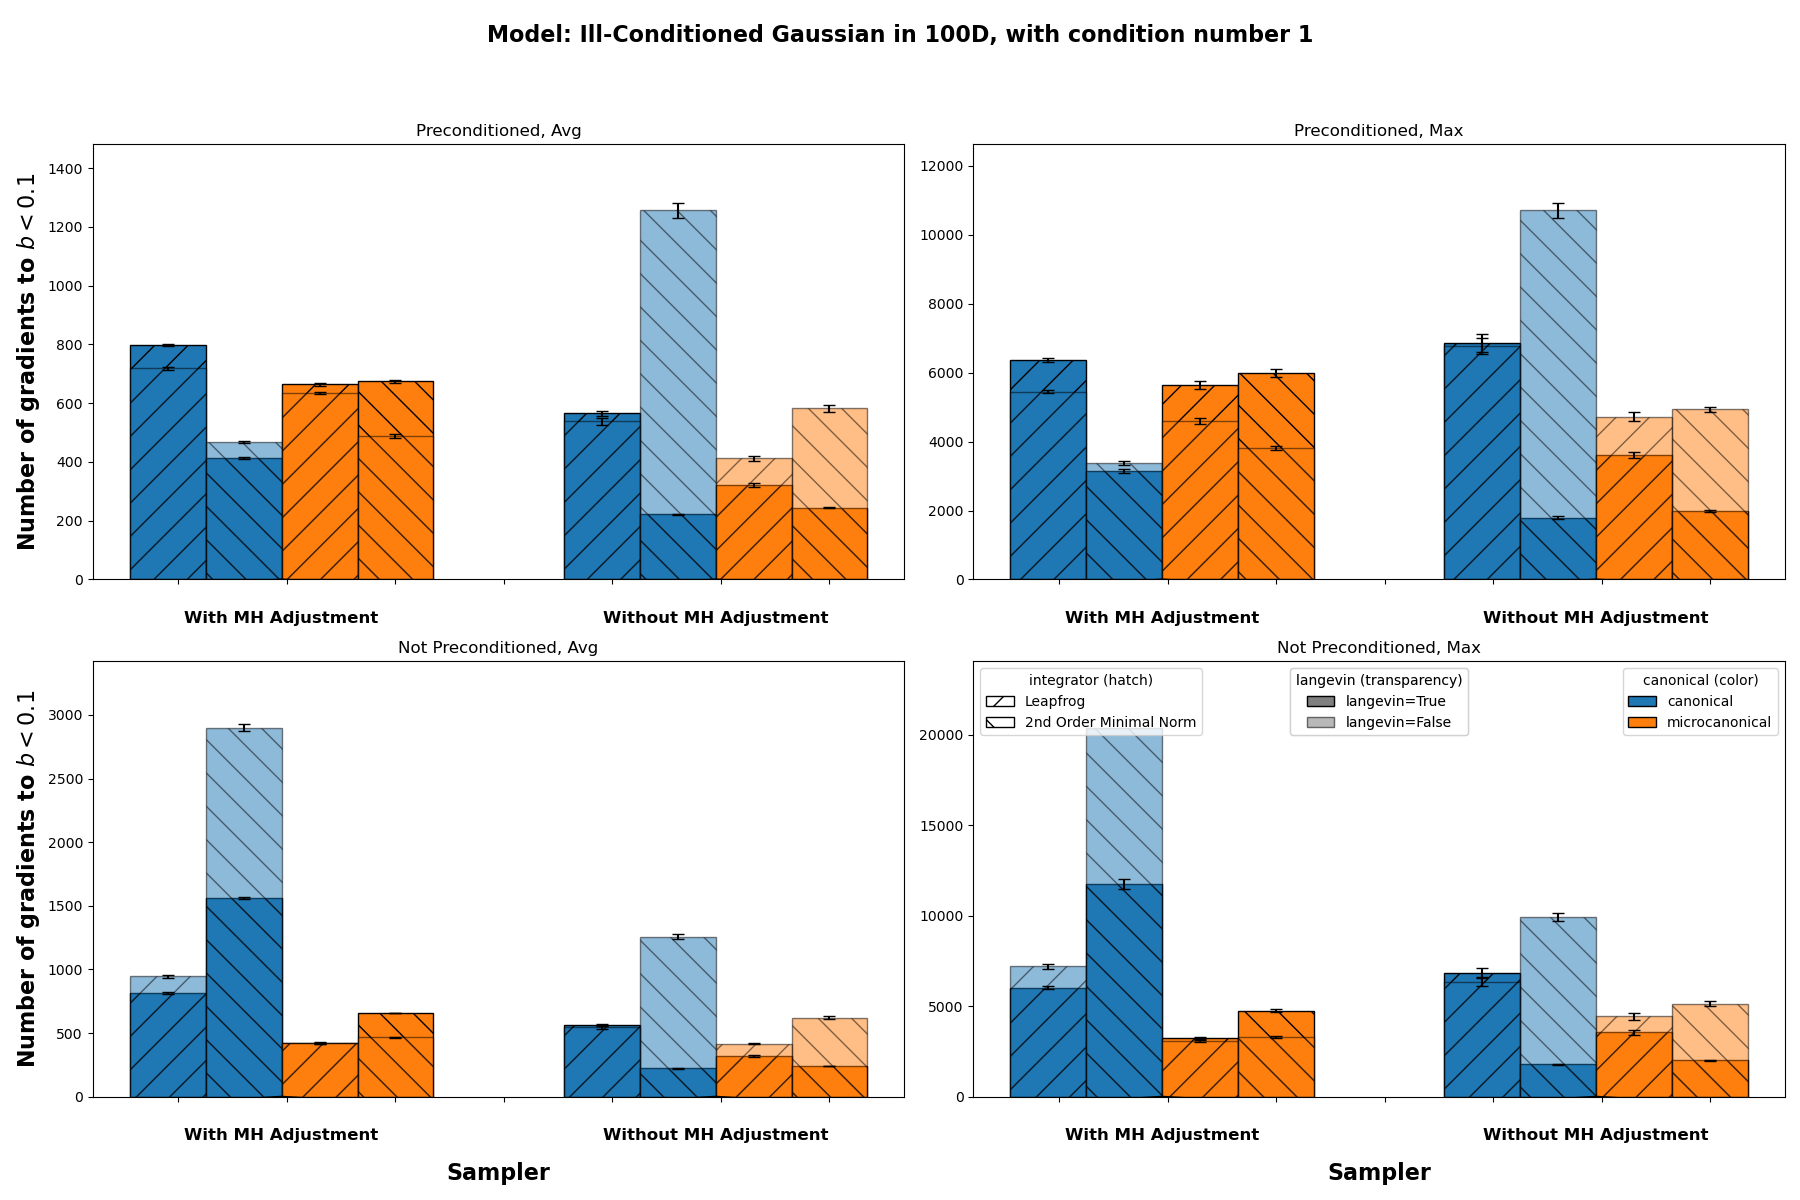 Model: Ill-Conditioned Gaussian in 100D, with condition number 1
Preconditioned, Avg
Number of gradients to b < 0.1
1400
1200
1000
800
600
400
200
0
With MH Adjustment
Without MH Adjustment
Preconditioned, Max
12000
10000
8000
6000
4000
2000
0
With MH Adjustment
Without MH Adjustment
Not Preconditioned, Avg
Number of gradients to b < 0.1
3000
2500
2000
1500
1000
500
0
With MH Adjustment
Without MH Adjustment
Sampler
Not Preconditioned, Max
integrator (hatch)
Leapfrog
2nd Order Minimal Norm
langevin (transparency)
langevin=True
langevin=False
canonical (color)
canonical
microcanonical
20000
15000
10000
5000
0
With MH Adjustment
Without MH Adjustment
Sampler